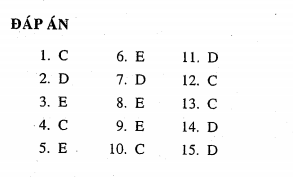 ĐÁP ÁN
1. C 6. E 11. D
2. D 7. D 12. C
3. E 8. E 13. C
4. C 9. E 14. D
5. E 10. C 15. D